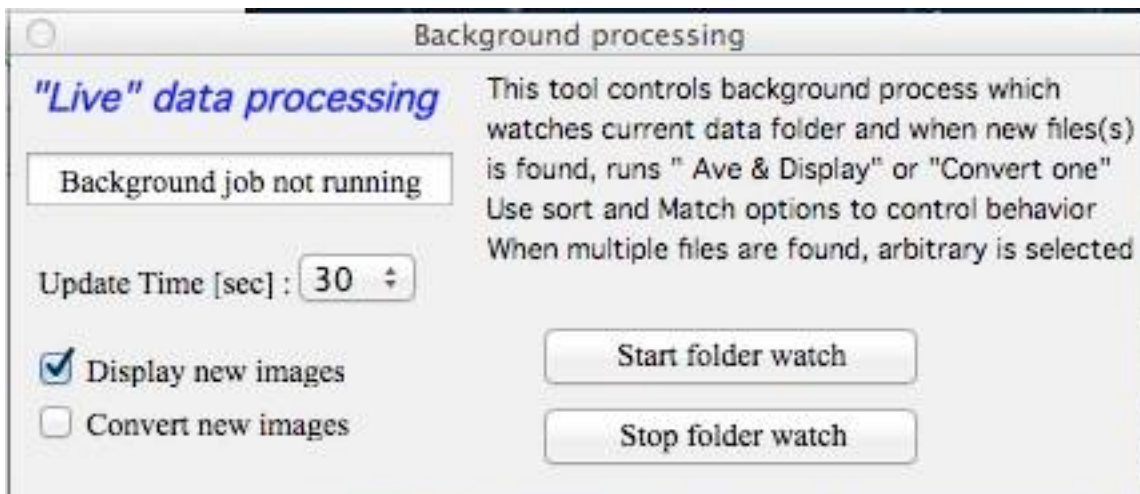 Background processing
"Live" data processing
This tool controls background process which
watches current data folder and when new files(s)
is found, runs " Ave & Display" or "Convert one"
Use sort and Match options to control behavior
When multiple files are found, arbitrary is selected
Background job not running
Update Time [sec] : 30
Display new images
Convert new images
Start folder watch
Stop folder watch